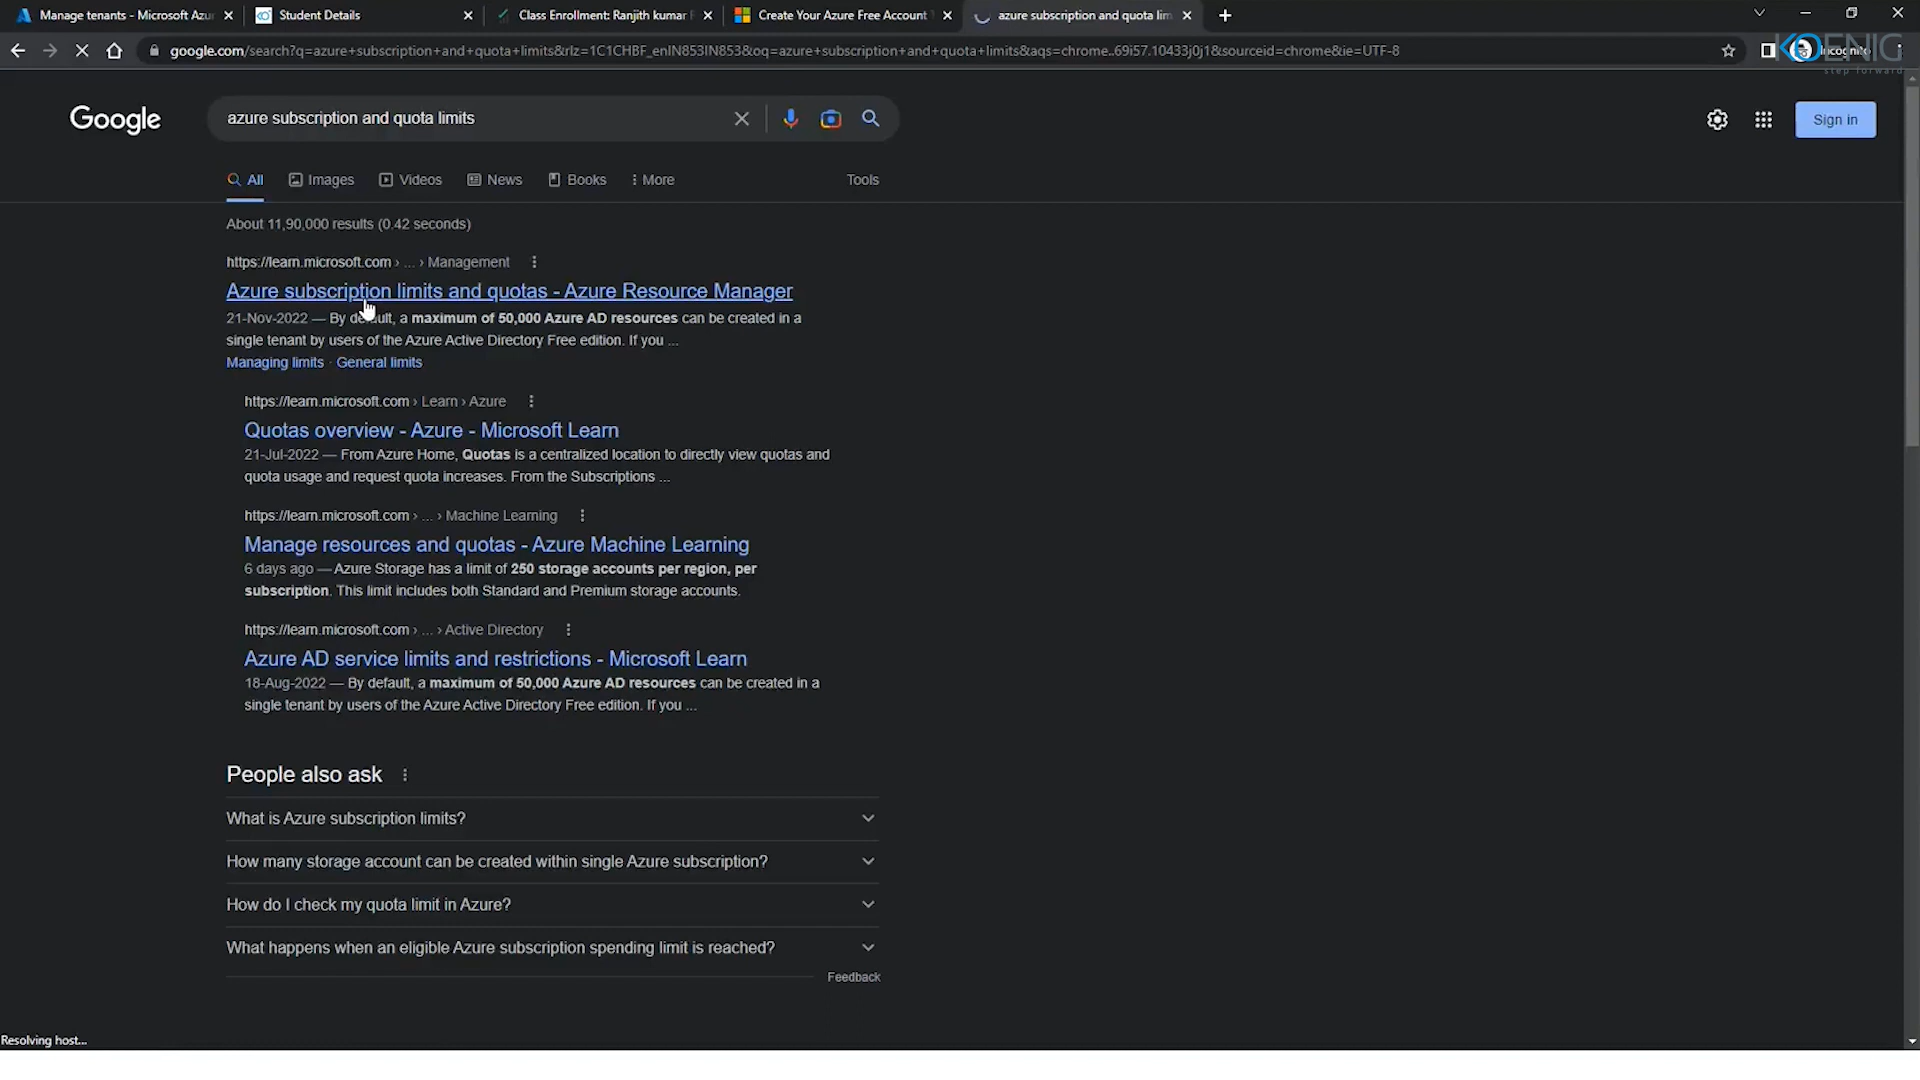 Manage tenants - Microsoft Azur
Student Details
Class Enrollment: Ranjith kumar
Create Your Azure Free Account
azure subscription and quota lim
google.com/search?q=azure+subscription+and+quota+limits&rlz=1C1CHBF_enIN853IN853&oq=azure+subscription+and+quota+limits&aqs=chrome..69i57.10433j0j1&sourceid=chrome&ie=UTF-8
KOENIG
step forward
Google
azure subscription and quota limits
Sign in
All
Images
Videos
News
Books
More
Tools
About 11,90,000 results (0.42 seconds)
https://learn.microsoft.com › ... › Management
Azure subscription limits and quotas - Azure Resource Manager
21-Nov-2022 — By default, a maximum of 50,000 Azure AD resources can be created in a
single tenant by users of the Azure Active Directory Free edition. If you ...
Managing limits · General limits
https://learn.microsoft.com › Learn › Azure
Quotas overview - Azure - Microsoft Learn
21-Jul-2022 — From Azure Home, Quotas is a centralized location to directly view quotas and
quota usage and request quota increases. From the Subscriptions ...
https://learn.microsoft.com › ... › Machine Learning
Manage resources and quotas - Azure Machine Learning
6 days ago — Azure Storage has a limit of 250 storage accounts per region, per
subscription. This limit includes both Standard and Premium storage accounts.
https://learn.microsoft.com › ... › Active Directory
Azure AD service limits and restrictions - Microsoft Learn
18-Aug-2022 — By default, a maximum of 50,000 Azure AD resources can be created in a
single tenant by users of the Azure Active Directory Free edition. If you ...
People also ask
What is Azure subscription limits?
How many storage account can be created within single Azure subscription?
How do I check my quota limit in Azure?
What happens when an eligible Azure subscription spending limit is reached?
Feedback
Resolving host...